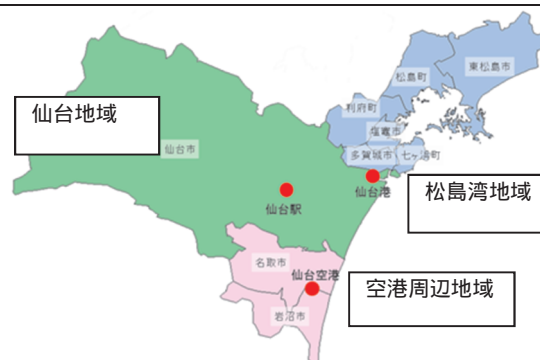 東松島市
松島町
利府町
仙台地域
塩竈市
仙台市
多賀城市
七ヶ浜町
仙台港
松島湾地域
仙台駅
名取市
仙台空港
空港周辺地域
岩沼市